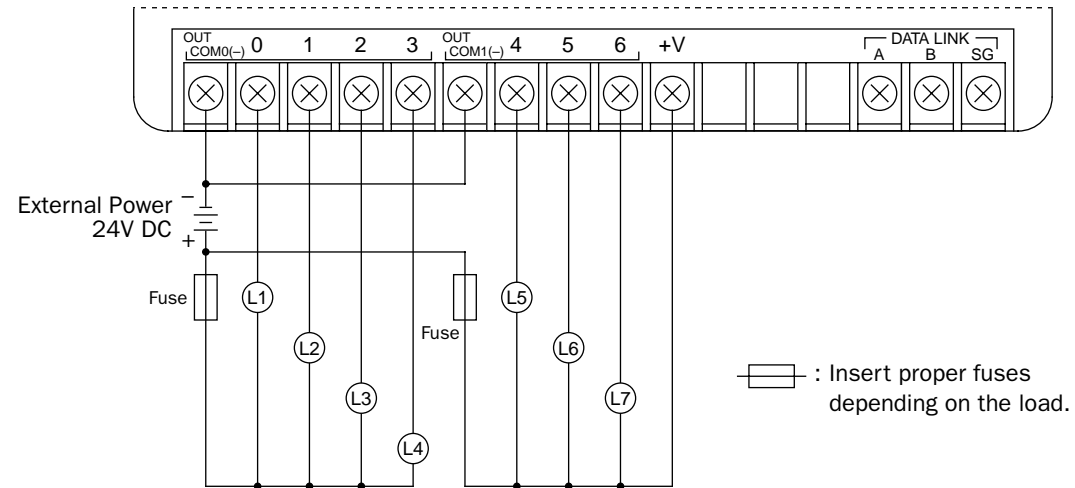 OUT
COM0(–) 0 1 2 3
OUT
COM1(–) 4 5 6 +V
DATA LINK
A B SG
External Power –
24V DC
+
Fuse
L1
L2
L3
L4
Fuse
L5
L6
L7
: Insert proper fuses
depending on the load.